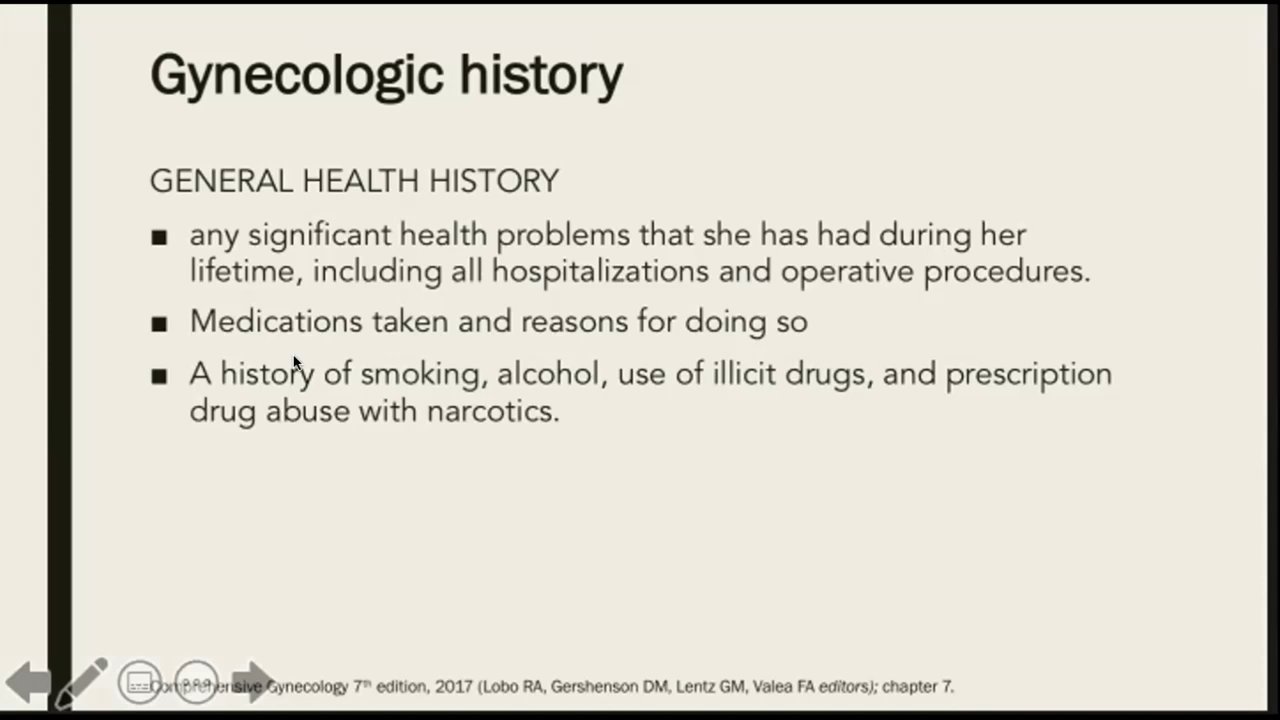 Gynecologic history
GENERAL HEALTH HISTORY
■ any significant health problems that she has had during her
lifetime, including all hospitalizations and operative procedures.
■ Medications taken and reasons for doing so
■ A history of smoking, alcohol, use of illicit drugs, and prescription
drug abuse with narcotics.
Comprehensive Gynecology 7th edition, 2017 (Lobo RA, Gershenson DM, Lentz GM, Valea FA editors); chapter 7.